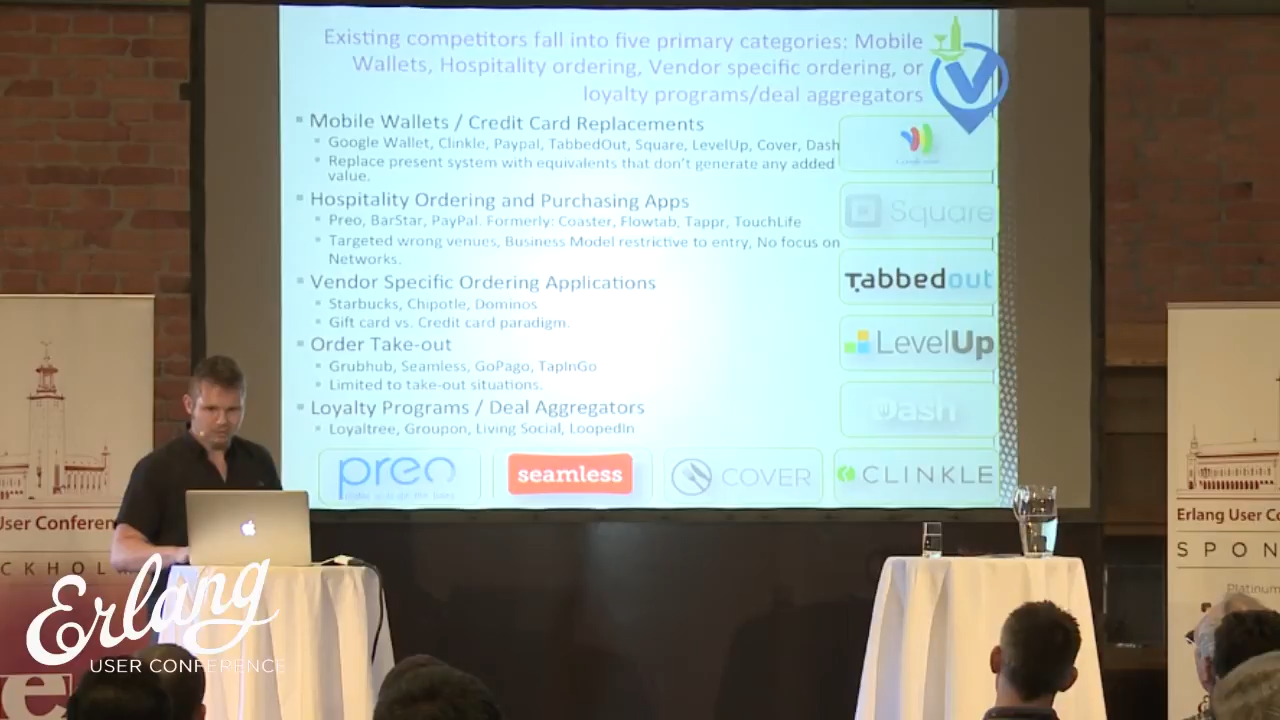 Existing competitors fall into five primary categories: Mobile
Wallets, Hospitality ordering, Vendor specific ordering, or
loyalty programs/deal aggregators
Mobile Wallets / Credit Card Replacements
Google Wallet, Clinkle, Paypal, TabbedOut, Square, LevelUp, Cover, Dash
Replace present system with equivalents that don't generate any added
value.
Hospitality Ordering and Purchasing Apps
Preo, BarStar, PayPal. Formerly: Coaster, Flowtab, Tappr, TouchLife
Targeted wrong venues, Business Model restrictive to entry, No focus on
Networks.
Vendor Specific Ordering Applications
Starbucks, Chipotle, Dominos
Gift card vs. Credit card paradigm.
Order Take-out
Grubhub, Seamless, GoPago, TapInGo
Limited to take-out situations.
Loyalty Programs / Deal Aggregators
Loyaltree, Groupon, Living Social, LoopedIn
Square
Tabbedout
LevelUp
Dash
preo
seamless
COVER
CLINKLE
User Conferen
CKHOL
Erlang
USER CONFERENCE
Erlang User Co
SPON
Platinum